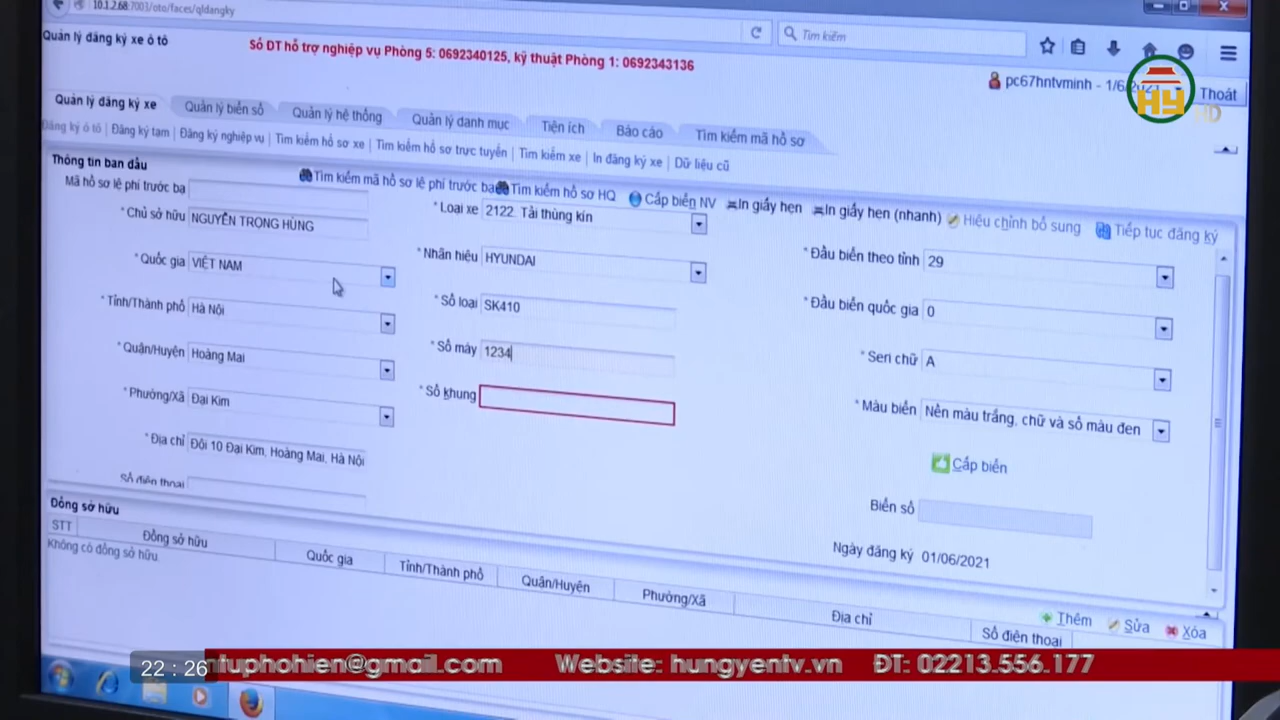 10.1.2.68:7003/oto/faces/qldangky
Tìm kiếm
Quản lý đăng ký xe ô tô
Số ĐT hỗ trợ nghiệp vụ Phòng 5: 0692340125, kỹ thuật Phòng 1: 0692343136
pc67hntvminh - 1/6/2021
Thoát
HY
HD
Quản lý đăng ký xe
Quản lý biển số
Quản lý hệ thống
Quản lý danh mục
Tiện ích
Báo cáo
Tìm kiếm mã hồ sơ
Đăng ký ô tô | Đăng ký tạm | Đăng ký nghiệp vụ | Tìm kiếm hồ sơ xe | Tìm kiếm hồ sơ trực tuyến | Tìm kiếm xe | In đăng ký xe | Dữ liệu cũ
Thông tin ban đầu
Tìm kiếm mã hồ sơ lệ phí trước bạ
Tìm kiếm hồ sơ HQ
Cấp biển NV
In giấy hẹn
In giấy hẹn (nhanh)
Hiệu chỉnh bổ sung
Tiếp tục đăng ký
Mã hồ sơ lệ phí trước bạ
* Chủ sở hữu NGUYỄN TRỌNG HÙNG
* Quốc gia VIỆT NAM
* Tỉnh/Thành phố Hà Nội
* Quận/Huyện Hoàng Mai
* Phường/Xã Đại Kim
* Địa chỉ Đội 10 Đại Kim, Hoàng Mai, Hà Nội
Số điện thoại
* Loại xe 2122. Tải thùng kín
* Nhãn hiệu HYUNDAI
* Số loại SK410
* Số máy 1234
* Số khung
* Đầu biển theo tỉnh 29
* Đầu biển quốc gia 0
* Seri chữ A
* Màu biển Nền màu trắng, chữ và số màu đen
Cấp biển
Biển số
Ngày đăng ký 01/06/2021
Đồng sở hữu
Thêm
Sửa
Xóa
STT
Đồng sở hữu
Quốc gia
Tỉnh/Thành phố
Quận/Huyện
Phường/Xã
Địa chỉ
Số điện thoại
Không có đồng sở hữu
22 : 26
ntuphohien@gmail.com Website: hungyentv.vn ĐT: 02213.556.177